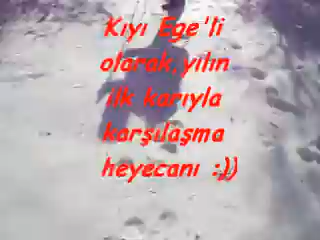 Kıyı Ege'li
olarak,yılın
ilk karıyla
karşılaşma
heyecanı :))